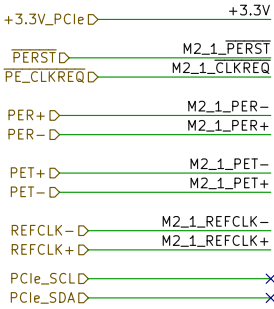 +3.3V_PCIe +3.3V
PERST M2_1_PERST
PE_CLKREQ M2_1_CLKREQ
PER+ M2_1_PER-
PER- M2_1_PER+
PET+ M2_1_PET-
PET- M2_1_PET+
REFCLK- M2_1_REFCLK-
REFCLK+ M2_1_REFCLK+
PCIe_SCL
PCIe_SDA